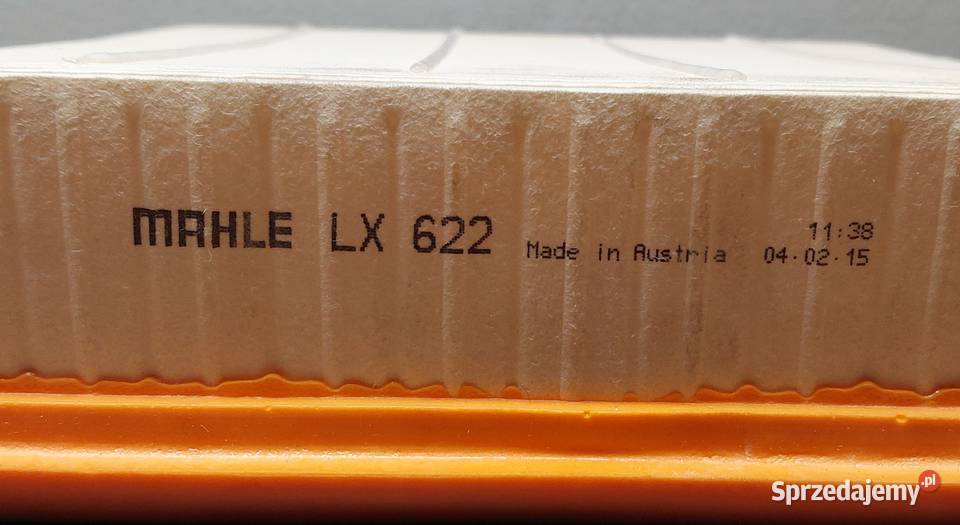 MAHLE LX 622 Made in Austria
11:38
04.02.15
Sprzedajemy.pl